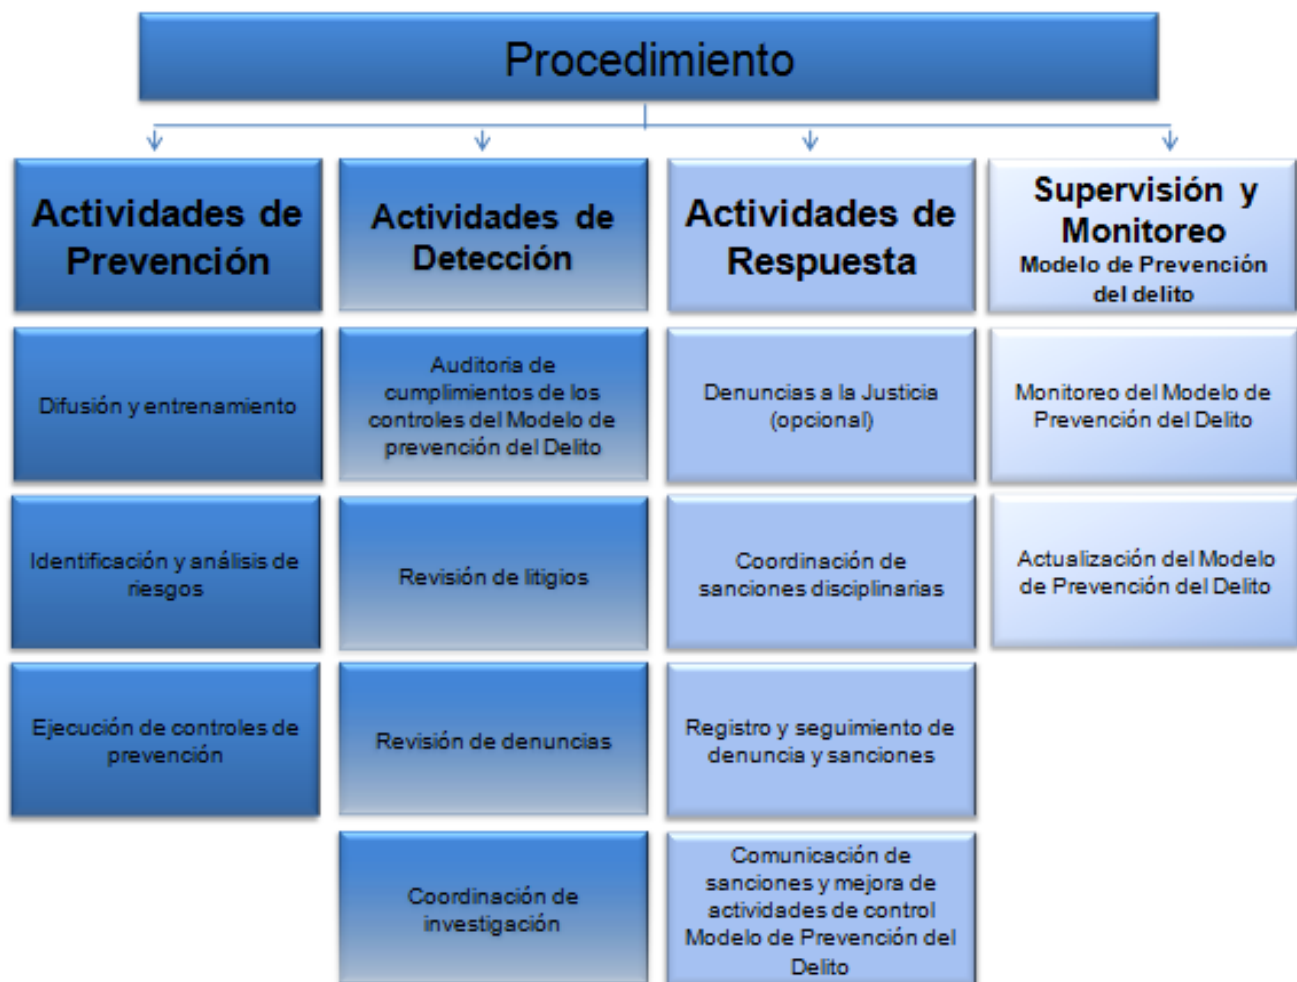 Procedimiento
Actividades de
Prevención
Difusión y entrenamiento
Identificación y análisis de
riesgos
Ejecución de controles de
prevención
Actividades de
Detección
Auditoria de
cumplimientos de los
controles del Modelo de
prevención del Delito
Revisión de litigios
Revisión de denuncias
Coordinación de
investigación
Actividades de
Respuesta
Denuncias a la Justicia
(opcional)
Coordinación de
sanciones disciplinarias
Registro y seguimiento de
denuncia y sanciones
Comunicación de
sanciones y mejora de
actividades de control
Modelo de Prevención del
Delito
Supervisión y
Monitoreo
Modelo de Prevención
del delito
Monitoreo del Modelo de
Prevención del Delito
Actualización del Modelo
de Prevención del Delito